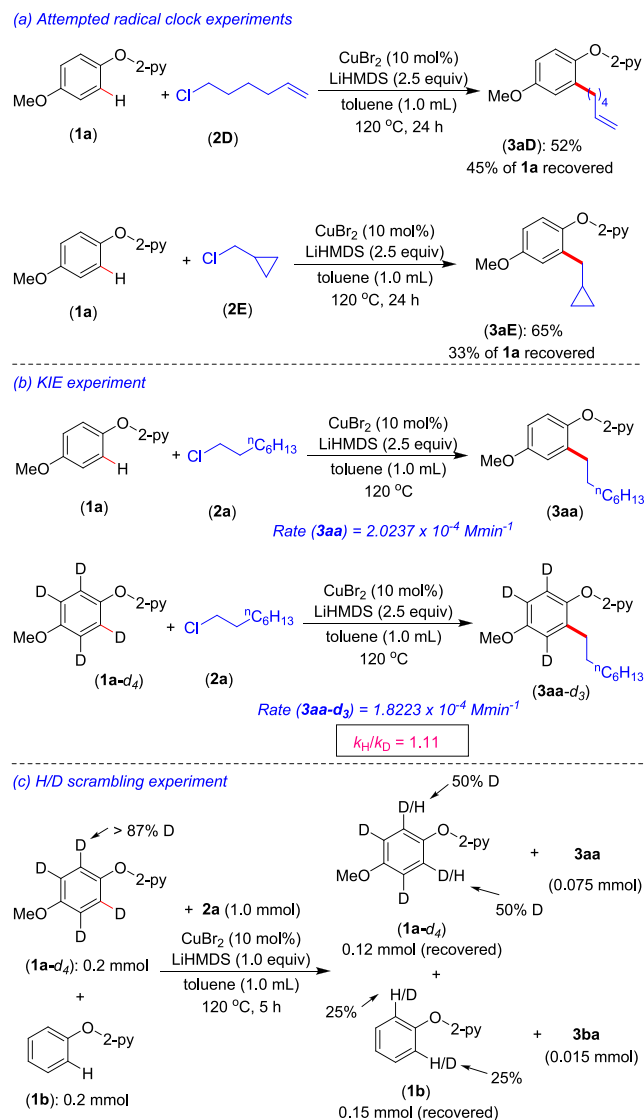 (a) Attempted radical clock experiments
MeO
O
2-py
H
(1a)
+
Cl
(2D)
CuBr2 (10 mol%)
LiHMDS (2.5 equiv)
toluene (1.0 mL)
120 °C, 24 h
MeO
O
2-py
( )4
(3aD): 52%
45% of 1a recovered
MeO
O
2-py
H
(1a)
+
Cl
(2E)
CuBr2 (10 mol%)
LiHMDS (2.5 equiv)
toluene (1.0 mL)
120 °C, 24 h
MeO
O
2-py
(3aE): 65%
33% of 1a recovered
(b) KIE experiment
MeO
O
2-py
H
(1a)
+
Cl
nC6H13
(2a)
CuBr2 (10 mol%)
LiHMDS (2.5 equiv)
toluene (1.0 mL)
120 °C
MeO
O
2-py
nC6H13
(3aa)
Rate (3aa) = 2.0237 x 10-4 Mmin-1
D
D
MeO
O
2-py
D
D
(1a-d4)
+
Cl
nC6H13
(2a)
CuBr2 (10 mol%)
LiHMDS (2.5 equiv)
toluene (1.0 mL)
120 °C
D
D
MeO
O
2-py
D
nC6H13
(3aa-d3)
Rate (3aa-d3) = 1.8223 x 10-4 Mmin-1
kH/kD = 1.11
(c) H/D scrambling experiment
> 87% D
D
D
MeO
O
2-py
D
D
(1a-d4): 0.2 mmol
+
O
2-py
H
(1b): 0.2 mmol
+ 2a (1.0 mmol)
CuBr2 (10 mol%)
LiHMDS (1.0 equiv)
toluene (1.0 mL)
120 °C, 5 h
50% D
D/H
D
MeO
O
2-py
D/H
D
50% D
(1a-d4)
0.12 mmol (recovered)
+
3aa
(0.075 mmol)
+
25%
H/D
O
2-py
H/D
25%
(1b)
0.15 mmol (recovered)
+
3ba
(0.015 mmol)